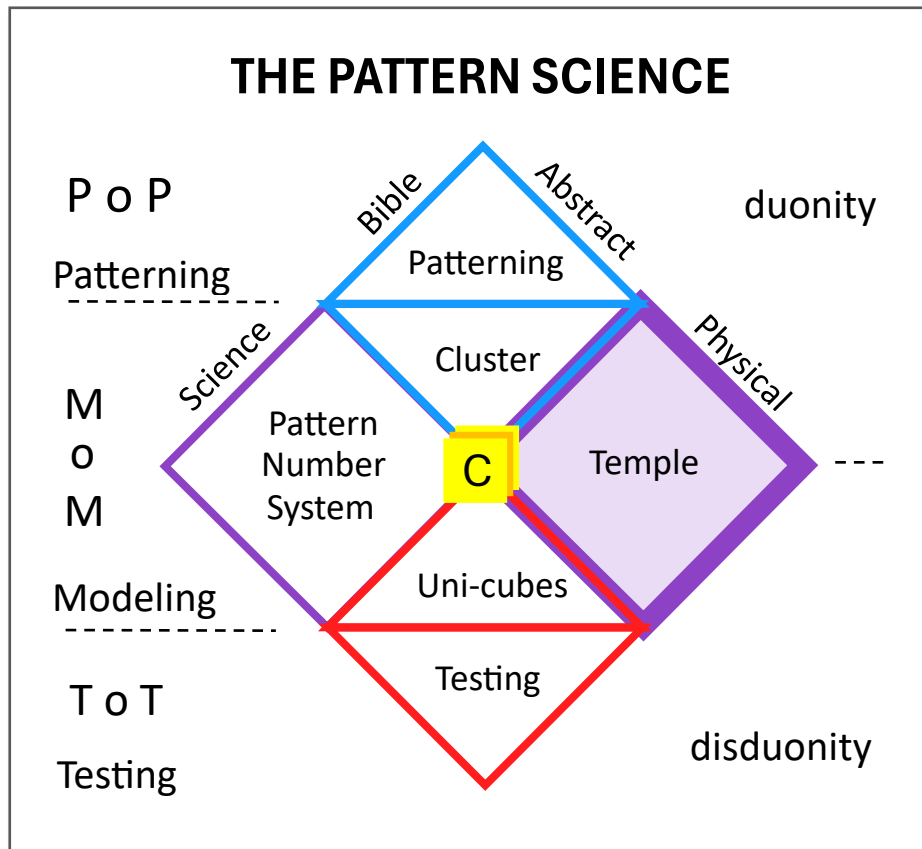 THE PATTERN SCIENCE
P o P
Bible
Abstract
duonity
Patterning
Patterning
Science
Cluster
Physical
M
o
M
Pattern
Number
System
C
Temple
Modeling
Uni-cubes
T o T
Testing
Testing
disduonity